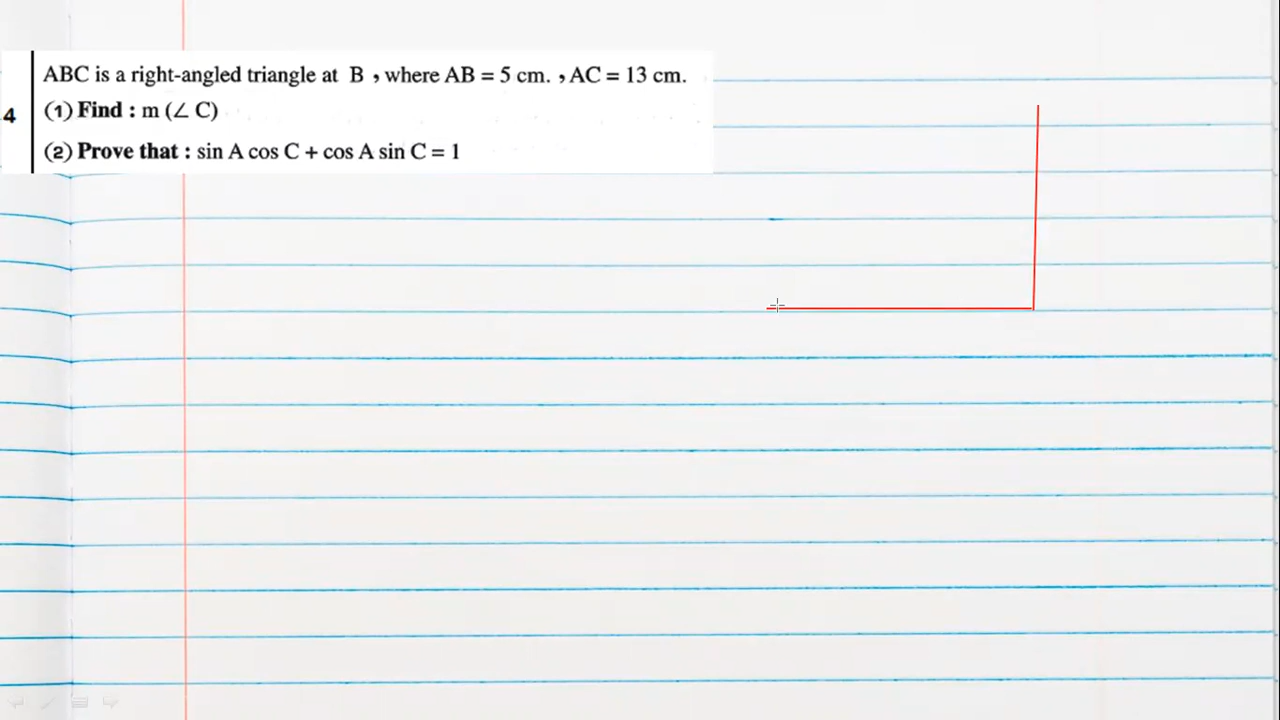 ABC is a right-angled triangle at B , where AB = 5 cm. , AC = 13 cm.
4
(1) Find : m (∠ C)
(2) Prove that : sin A cos C + cos A sin C = 1